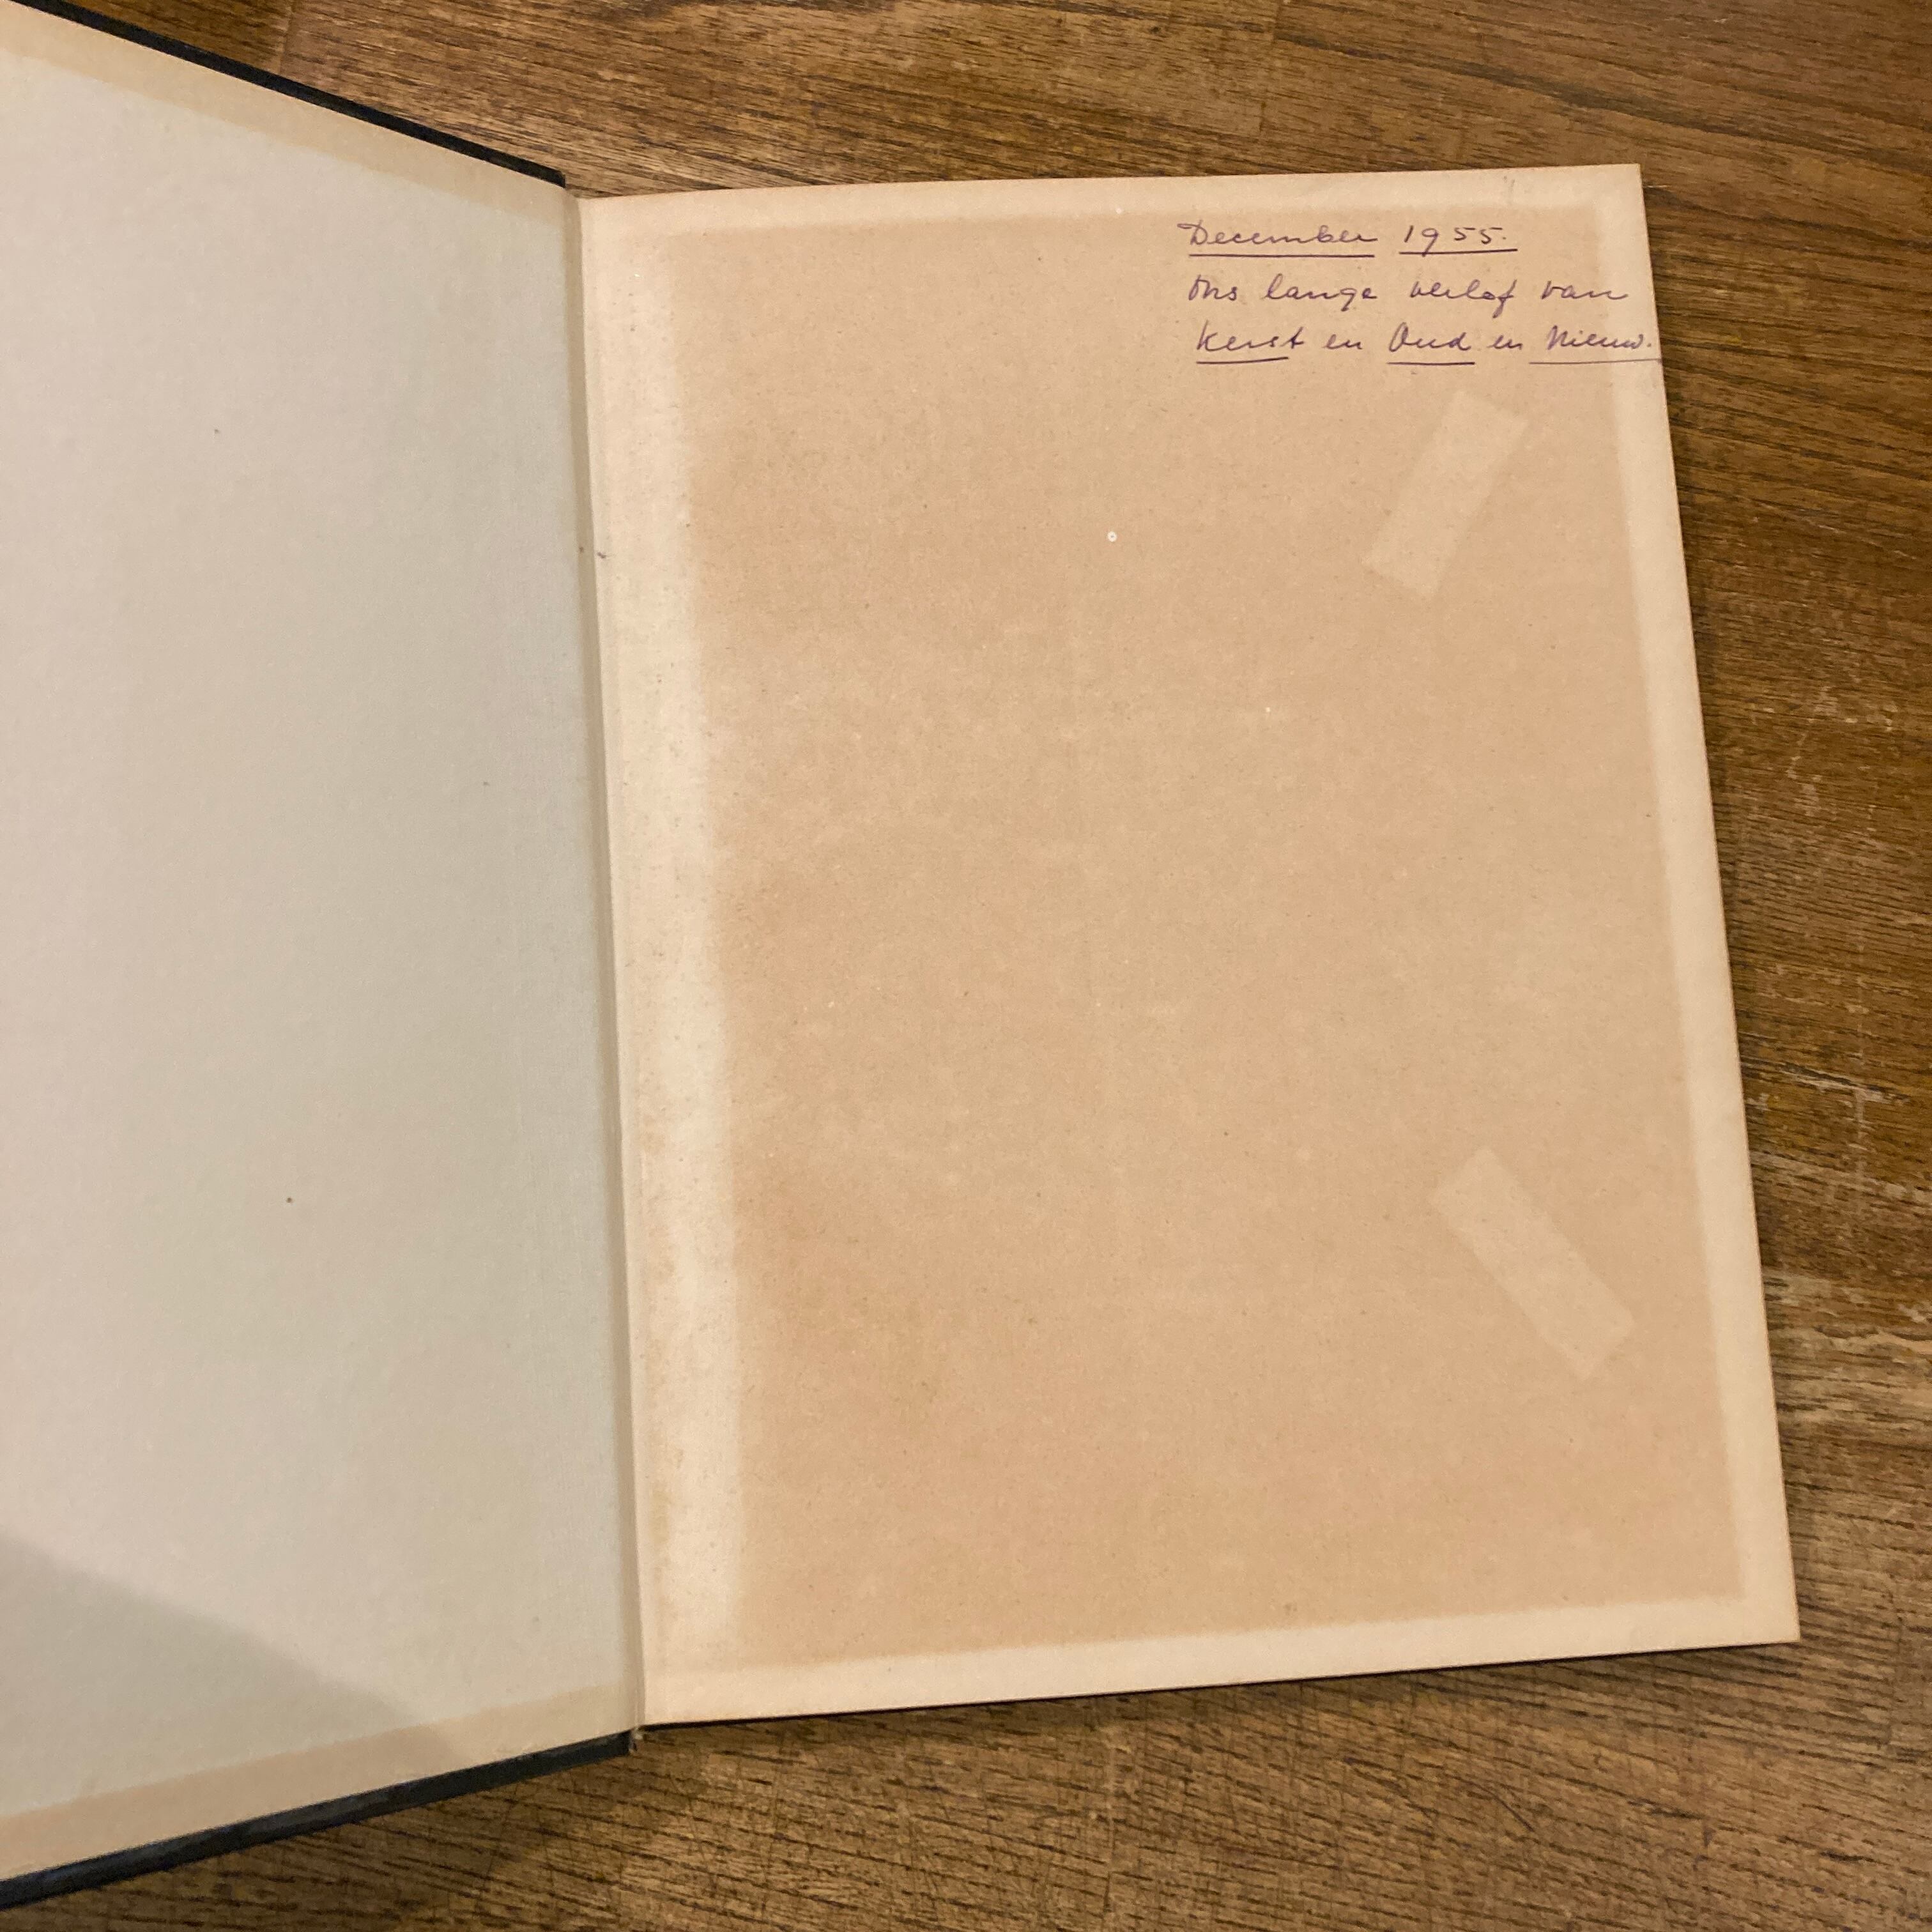 December 1955.
Ons lange verlof van
Kerst en Oud en Nieuw.